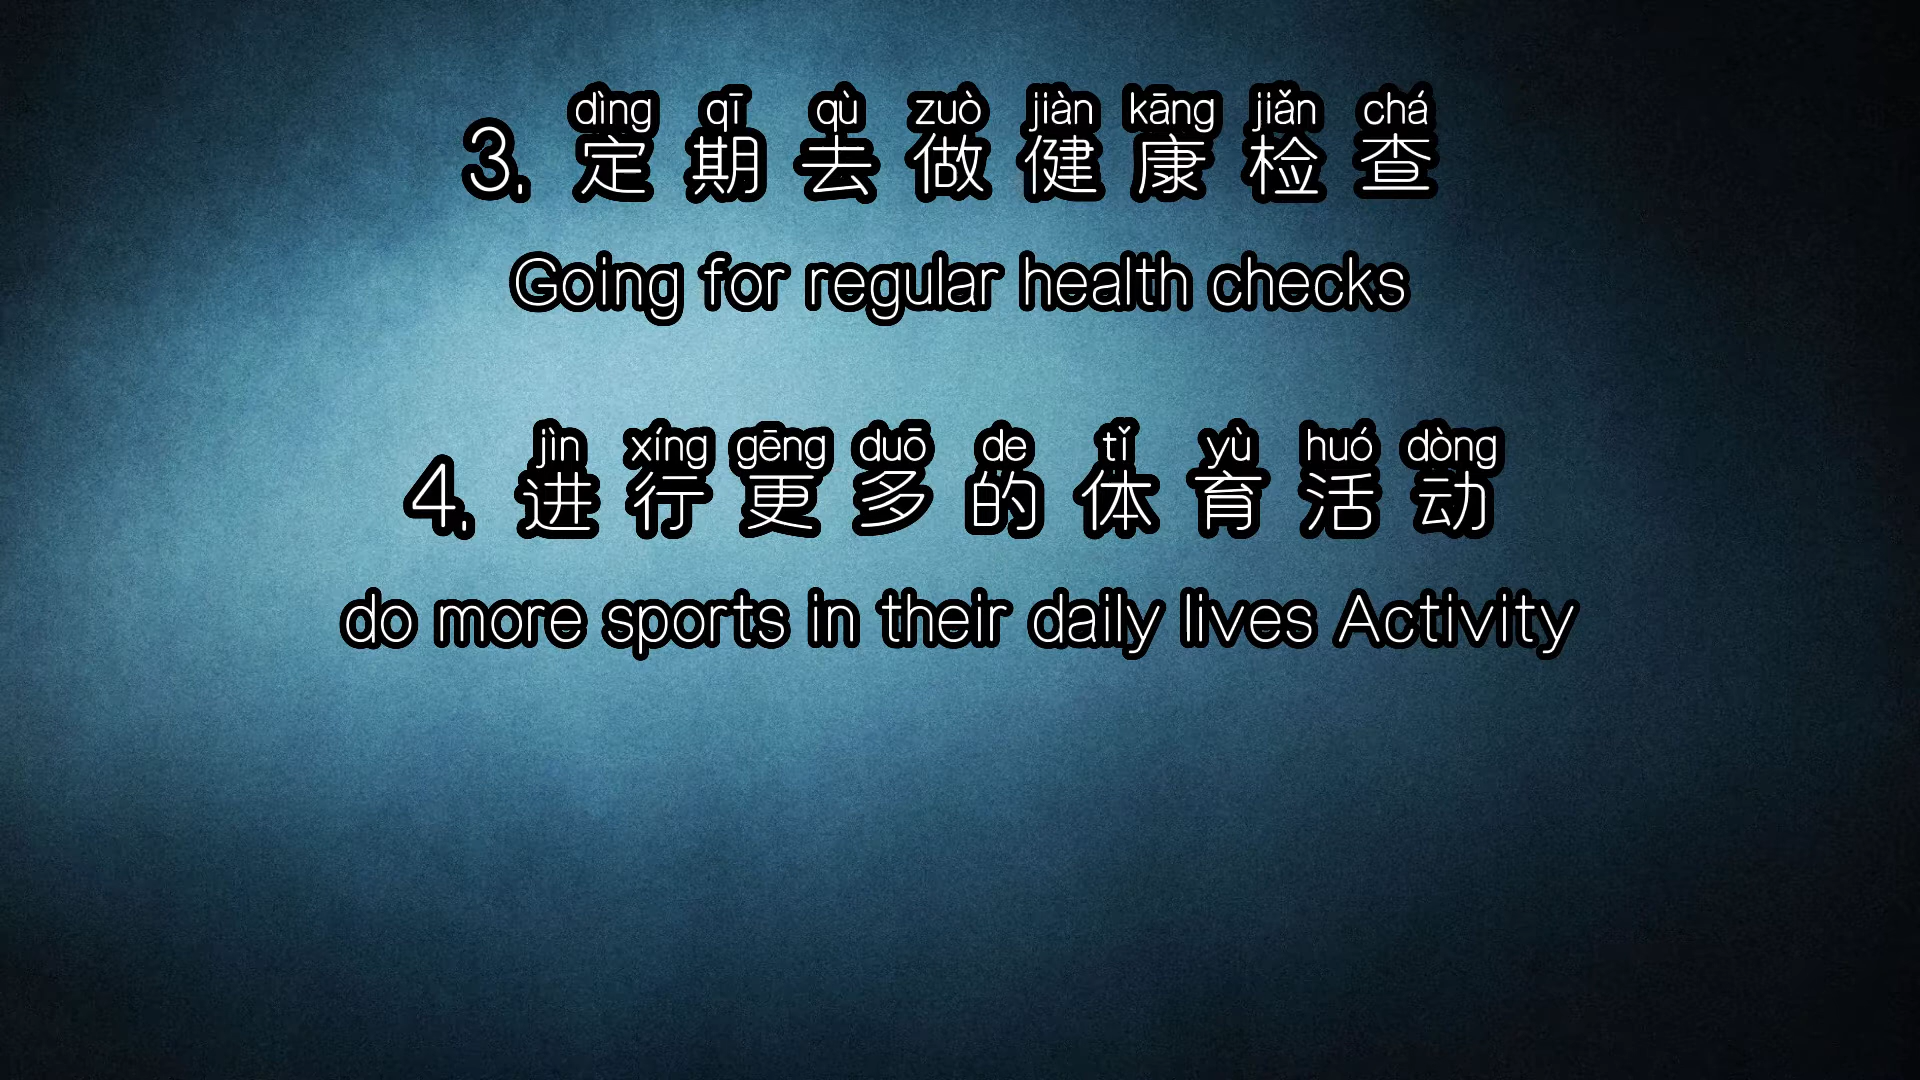 dìng qī qù zuò jiàn kāng jiǎn chá
3. 定期去做健康检查
Going for regular health checks
jìn xíng gēng duō de tǐ yù huó dòng
4. 进行更多的体育活动
do more sports in their daily lives Activity